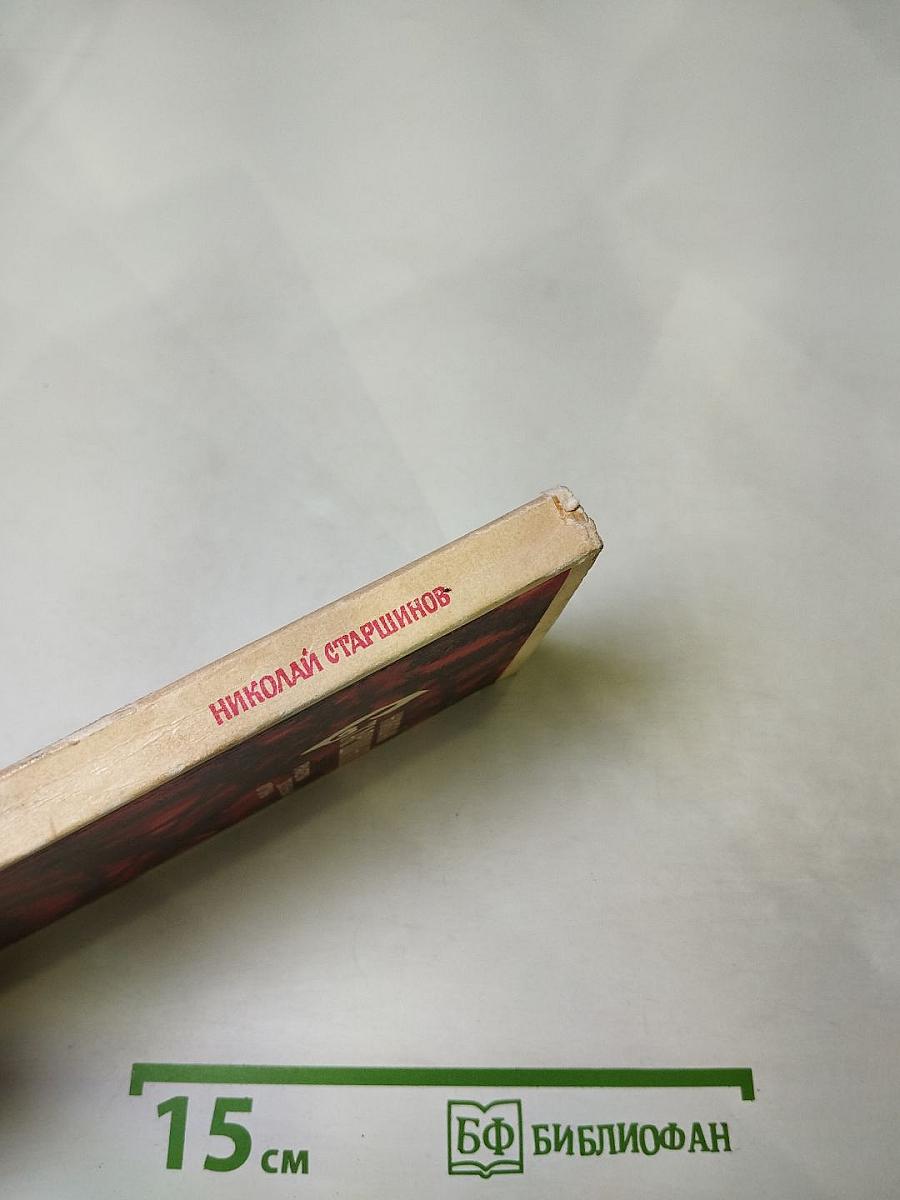 НИКОЛАЙ СТАРШИНОВ
15 см
БФ БИБЛИОФАН